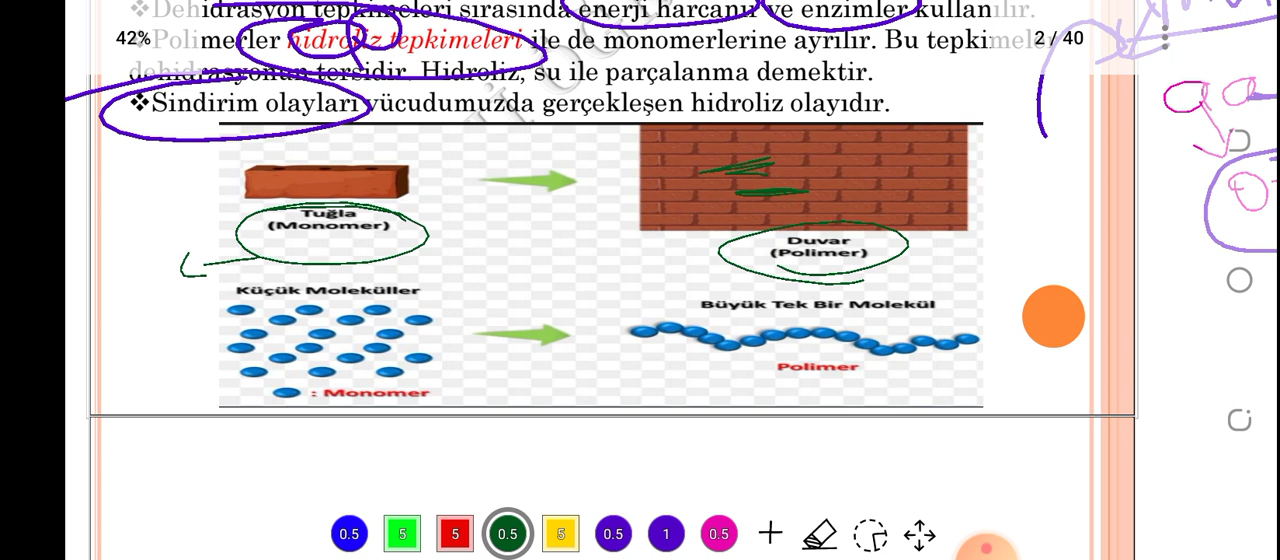 ❖Dehidrasyon tepkimeleri sırasında enerji harcanır ve enzimler kullanılır.
42%
2 / 40
❖Polimerler hidroliz tepkimeleri ile de monomerlerine ayrılır. Bu tepkimeler
dehidrasyonun tersidir. Hidroliz, su ile parçalanma demektir.
❖Sindirim olayları vücudumuzda gerçekleşen hidroliz olayıdır.
Tuğla
(Monomer)
Duvar
(Polimer)
Küçük Moleküller
Büyük Tek Bir Molekül
Polimer
: Monomer
0.5 5 5 0.5 5 0.5 1 0.5